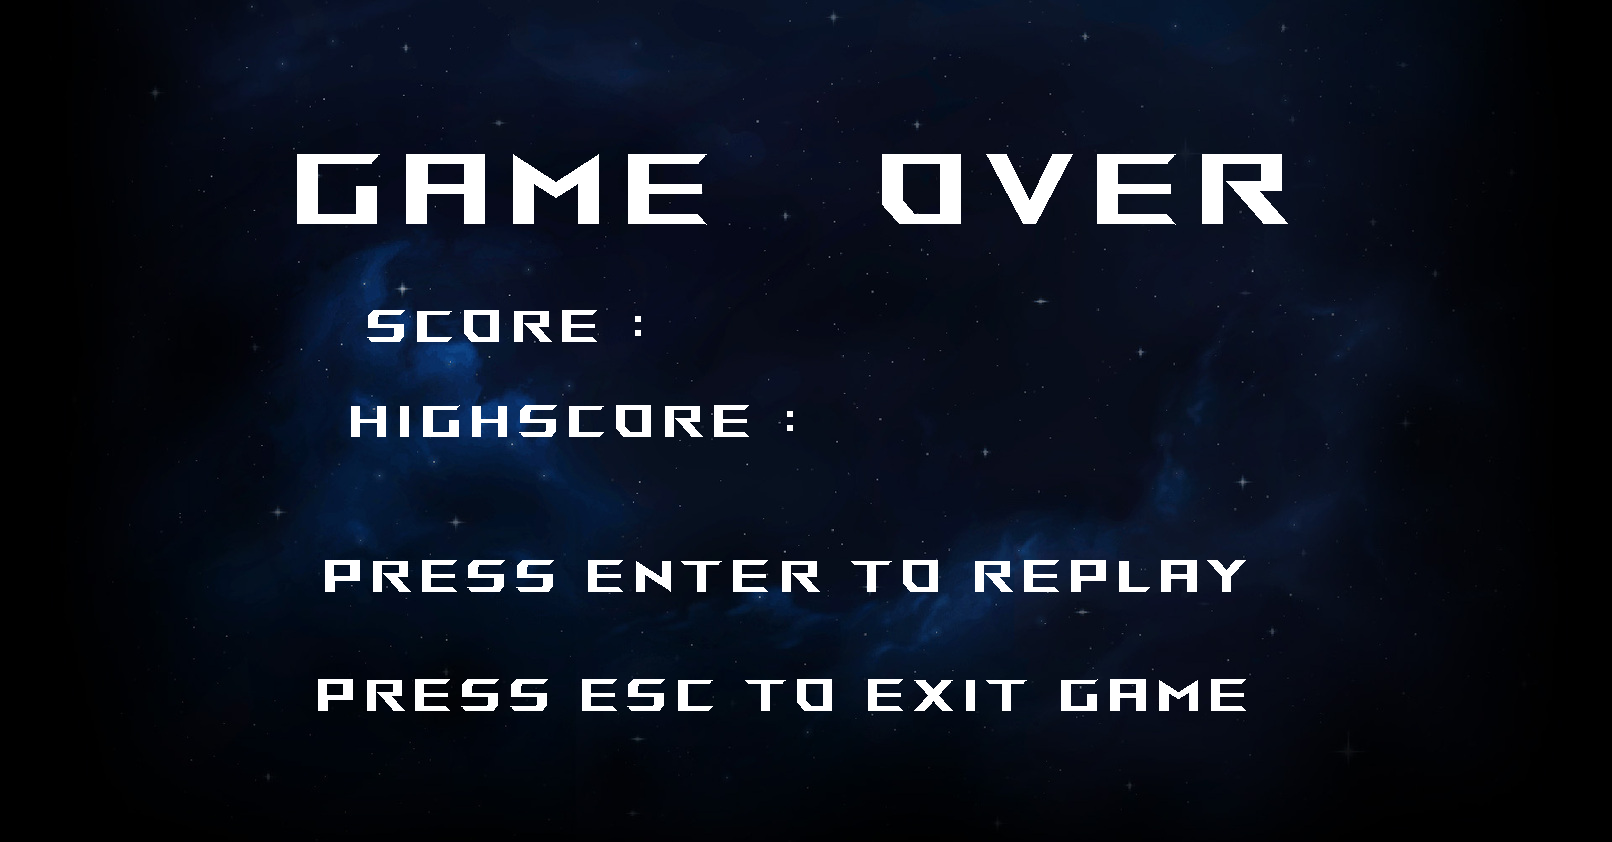 GAME OVER
SCORE :
HIGHSCORE :
PRESS ENTER TO REPLAY
PRESS ESC TO EXIT GAME